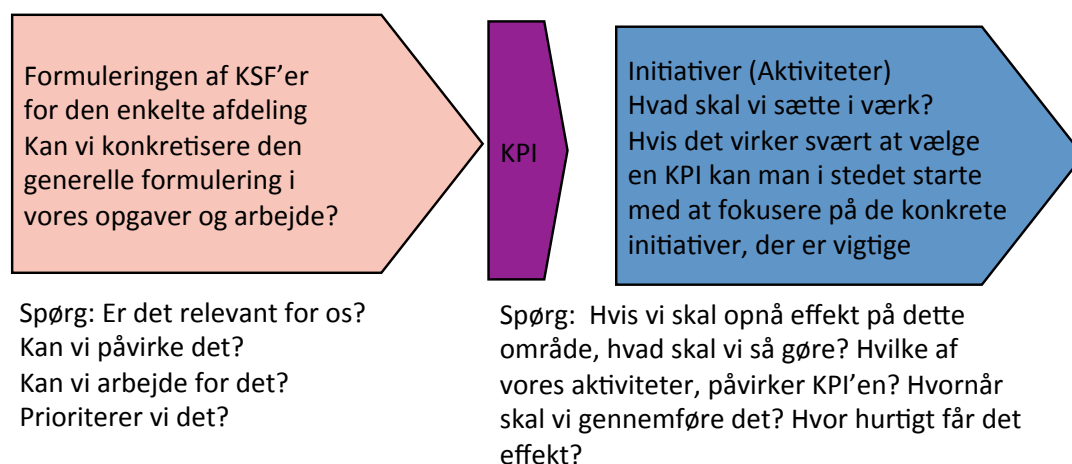 Formuleringen af KSF'er
for den enkelte afdeling
Kan vi konkretisere den
generelle formulering i
vores opgaver og arbejde?
KPI
Initiativer (Aktiviteter)
Hvad skal vi sætte i værk?
Hvis det virker svært at vælge
en KPI kan man i stedet starte
med at fokusere på de konkrete
initiativer, der er vigtige
Spørg: Er det relevant for os?
Kan vi påvirke det?
Kan vi arbejde for det?
Prioriterer vi det?
Spørg:  Hvis vi skal opnå effekt på dette
område, hvad skal vi så gøre? Hvilke af
vores aktiviteter, påvirker KPI'en? Hvornår
skal vi gennemføre det? Hvor hurtigt får det
effekt?